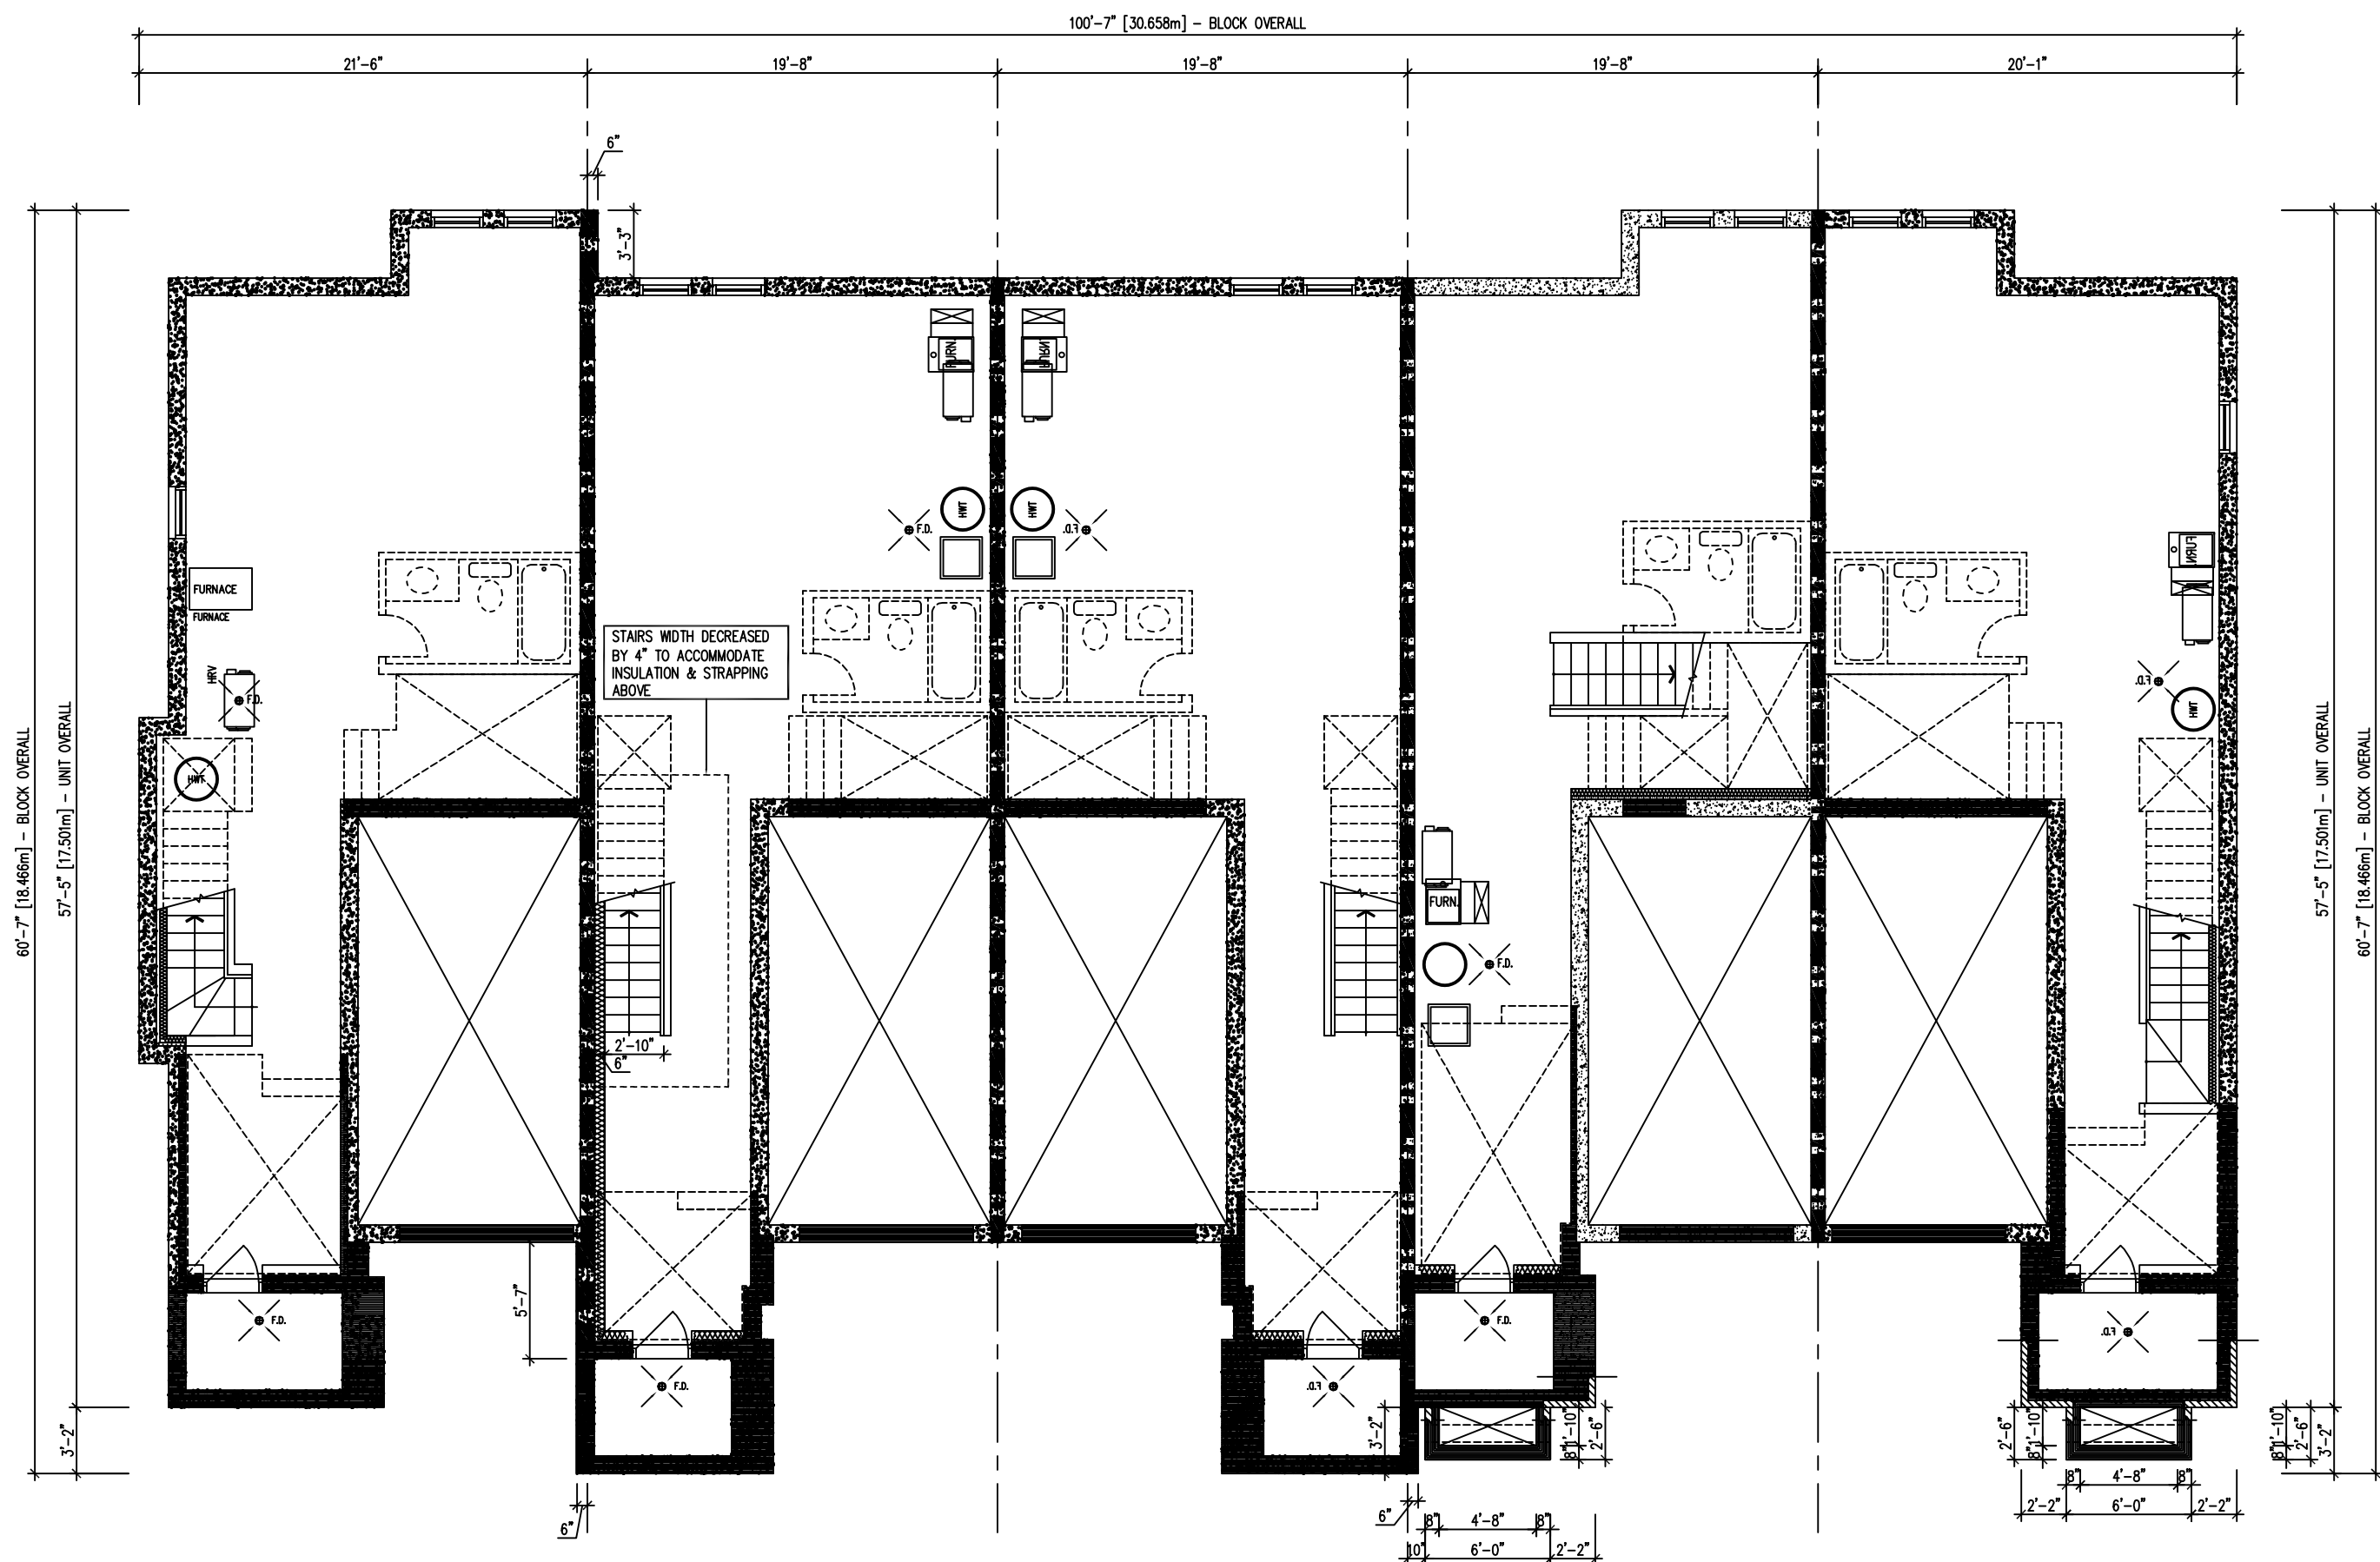 100'-7" [30.658m] - BLOCK OVERALL
21'-6"
19'-8"
19'-8"
19'-8"
20'-1"
6"
3'-3"
FURN.
FURN.
HWT
HWT
F.D.
F.D.
FURN.
FURNACE
FURNACE
STAIRS WIDTH DECREASED
BY 4" TO ACCOMMODATE
INSULATION & STRAPPING
ABOVE
HRV
F.D.
F.D.
HWT
HWT
60'-7" [18.466m] - BLOCK OVERALL
57'-5" [17.501m] - UNIT OVERALL
57'-5" [17.501m] - UNIT OVERALL
60'-7" [18.466m] - BLOCK OVERALL
FURN.
F.D.
2'-10"
6"
5'-7"
F.D.
F.D.
F.D.
F.D.
F.D.
3'-2"
3'-2"
8"
1'-10"
2'-6"
2'-6"
8"
1'-10"
8"
1'-10"
2'-6"
3'-2"
8"
4'-8"
8"
2'-2"
6'-0"
2'-2"
6"
6"
8"
4'-8"
8"
10"
6'-0"
2'-2"